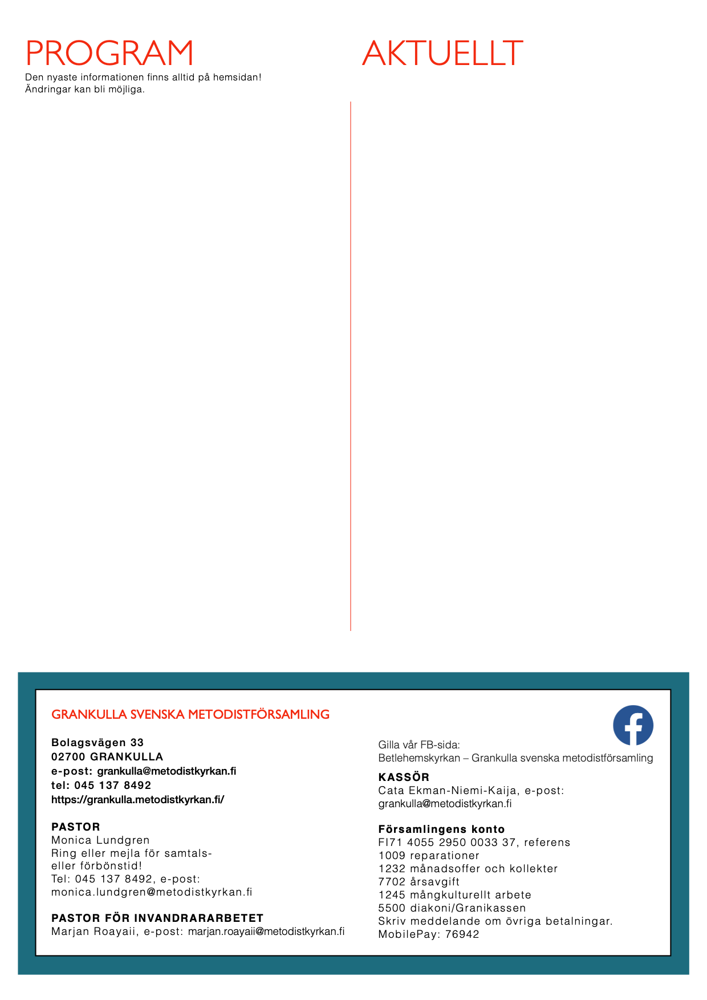 PROGRAM
Den nyaste informationen finns alltid på hemsidan!
Ändringar kan bli möjliga.
AKTUELLT
GRANKULLA SVENSKA METODISTFÖRSAMLING
Bolagsvägen 33
02700 GRANKULLA
e-post: grankulla@metodistkyrkan.fi
tel: 045 137 8492
https://grankulla.metodistkyrkan.fi/
PASTOR
Monica Lundgren
Ring eller mejla för samtals-
eller förbönstid!
Tel: 045 137 8492, e-post:
monica.lundgren@metodistkyrkan.fi
PASTOR FÖR INVANDRARARBETET
Marjan Roayaii, e-post: marjan.roayaii@metodistkyrkan.fi
Gilla vår FB-sida:
Betlehemskyrkan – Grankulla svenska metodistförsamling
KASSÖR
Cata Ekman-Niemi-Kaija, e-post:
grankulla@metodistkyrkan.fi
Församlingens konto
FI71 4055 2950 0033 37, referens
1009 reparationer
1232 månadsoffer och kollekter
7702 årsavgift
1245 mångkulturellt arbete
5500 diakoni/Granikassen
Skriv meddelande om övriga betalningar.
MobilePay: 76942